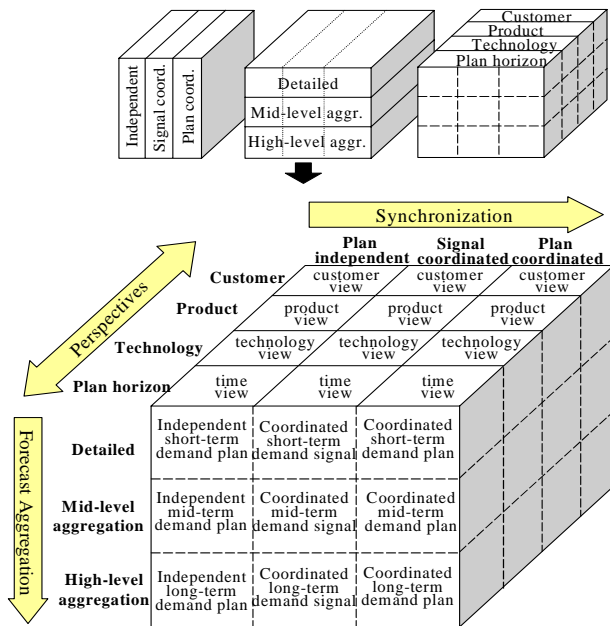 Customer
Product
Technology
Plan horizon
Independent
Signal coord.
Plan coord.
Detailed
Mid-level aggr.
High-level aggr.
Synchronization
Plan
independent
Signal
coordinated
Plan
coordinated
Perspectives
Customer
customer
view
customer
view
customer
view
Product
product
view
product
view
product
view
Technology
technology
view
technology
view
technology
view
Plan horizon
time
view
time
view
time
view
Forecast Aggregation
Detailed
Independent
short-term
demand plan
Coordinated
short-term
demand signal
Coordinated
short-term
demand plan
Mid-level
aggregation
Independent
mid-term
demand plan
Coordinated
mid-term
demand signal
Coordinated
mid-term
demand plan
High-level
aggregation
Independent
long-term
demand plan
Coordinated
long-term
demand signal
Coordinated
long-term
demand plan